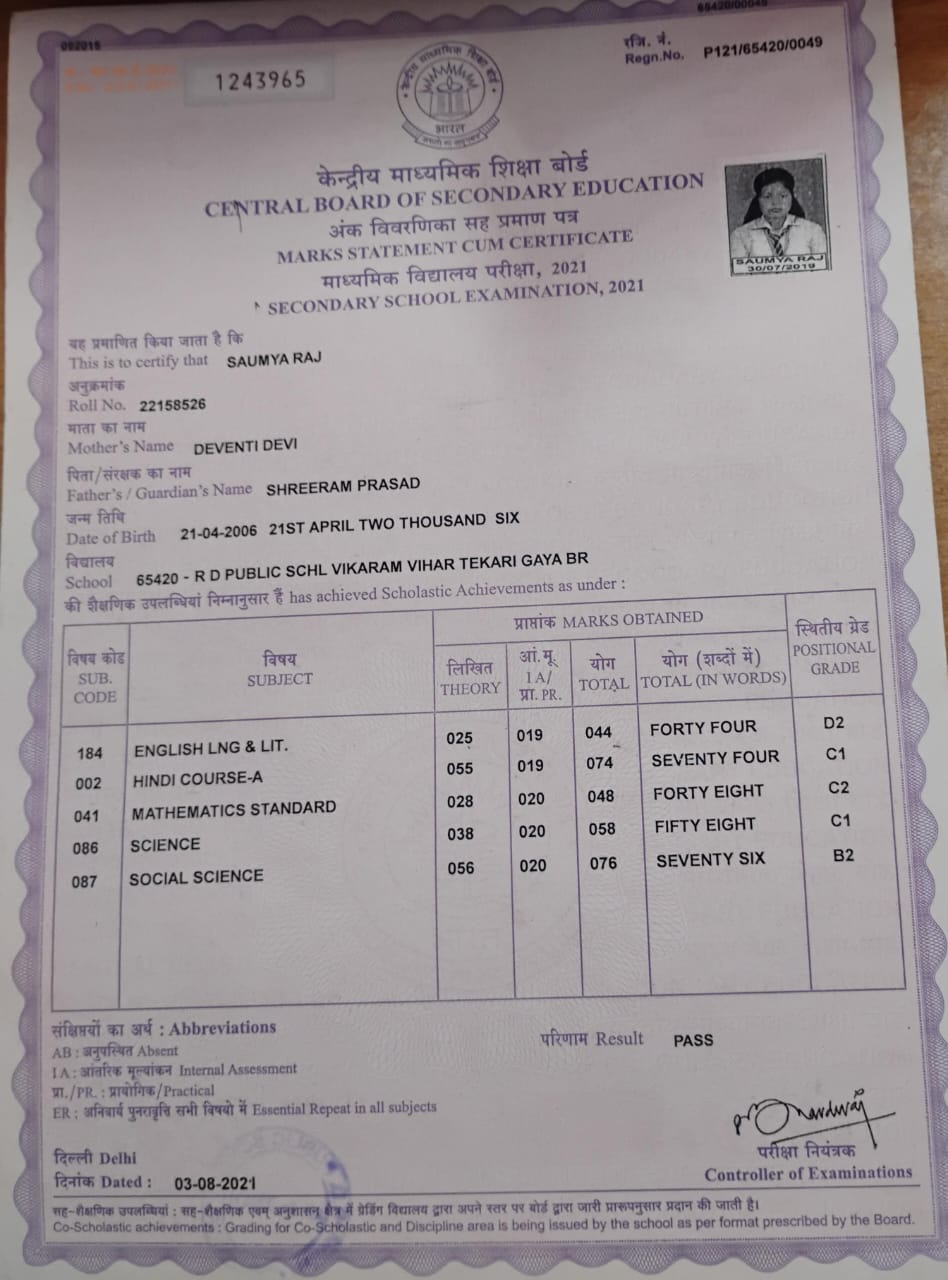 092019
65420/0049
1243965
रजि. नं.
Regn.No. P121/65420/0049
केन्द्रीय माध्यमिक शिक्षा बोर्ड
भारत
केन्द्रीय माध्यमिक शिक्षा बोर्ड
CENTRAL BOARD OF SECONDARY EDUCATION
अंक विवरणिका सह प्रमाण पत्र
MARKS STATEMENT CUM CERTIFICATE
माध्यमिक विद्यालय परीक्षा, 2021
SECONDARY SCHOOL EXAMINATION, 2021
SAUMYA RAJ
30/07/2019
यह प्रमाणित किया जाता है कि
This is to certify that SAUMYA RAJ
अनुक्रमांक
Roll No. 22158526
माता का नाम
Mother's Name DEVENTI DEVI
पिता/संरक्षक का नाम
Father's / Guardian's Name SHREERAM PRASAD
जन्म तिथि
Date of Birth 21-04-2006 21ST APRIL TWO THOUSAND SIX
विद्यालय
School 65420 - R D PUBLIC SCHL VIKARAM VIHAR TEKARI GAYA BR
की शैक्षणिक उपलब्धियां निम्नानुसार हैं has achieved Scholastic Achievements as under :
विषय कोड SUB. CODE
विषय SUBJECT
प्राप्तांक MARKS OBTAINED
लिखित THEORY
आं.मू. I A/ प्रा. PR.
योग TOTAL
योग (शब्दों में) TOTAL (IN WORDS)
स्थितीय ग्रेड POSITIONAL GRADE
184 ENGLISH LNG & LIT. 025 019 044 FORTY FOUR D2
002 HINDI COURSE-A 055 019 074 SEVENTY FOUR C1
041 MATHEMATICS STANDARD 028 020 048 FORTY EIGHT C2
086 SCIENCE 038 020 058 FIFTY EIGHT C1
087 SOCIAL SCIENCE 056 020 076 SEVENTY SIX B2
संक्षिप्तियों का अर्थ : Abbreviations
परिणाम Result PASS
AB : अनुपस्थित Absent
I A : आंतरिक मूल्यांकन Internal Assessment
प्रा./PR. : प्रायोगिक/Practical
ER : अनिवार्य पुनरावृत्ति सभी विषयो में Essential Repeat in all subjects
परीक्षा नियंत्रक
Controller of Examinations
दिल्ली Delhi
दिनांक Dated : 03-08-2021
सह-शैक्षणिक उपलब्धियां : सह-शैक्षणिक एवम् अनुशासन क्षेत्र में ग्रेडिंग विद्यालय द्वारा अपने स्तर पर बोर्ड द्वारा जारी प्रारूपनुसार प्रदान की जाती है।
Co-Scholastic achievements : Grading for Co-Scholastic and Discipline area is being issued by the school as per format prescribed by the Board.